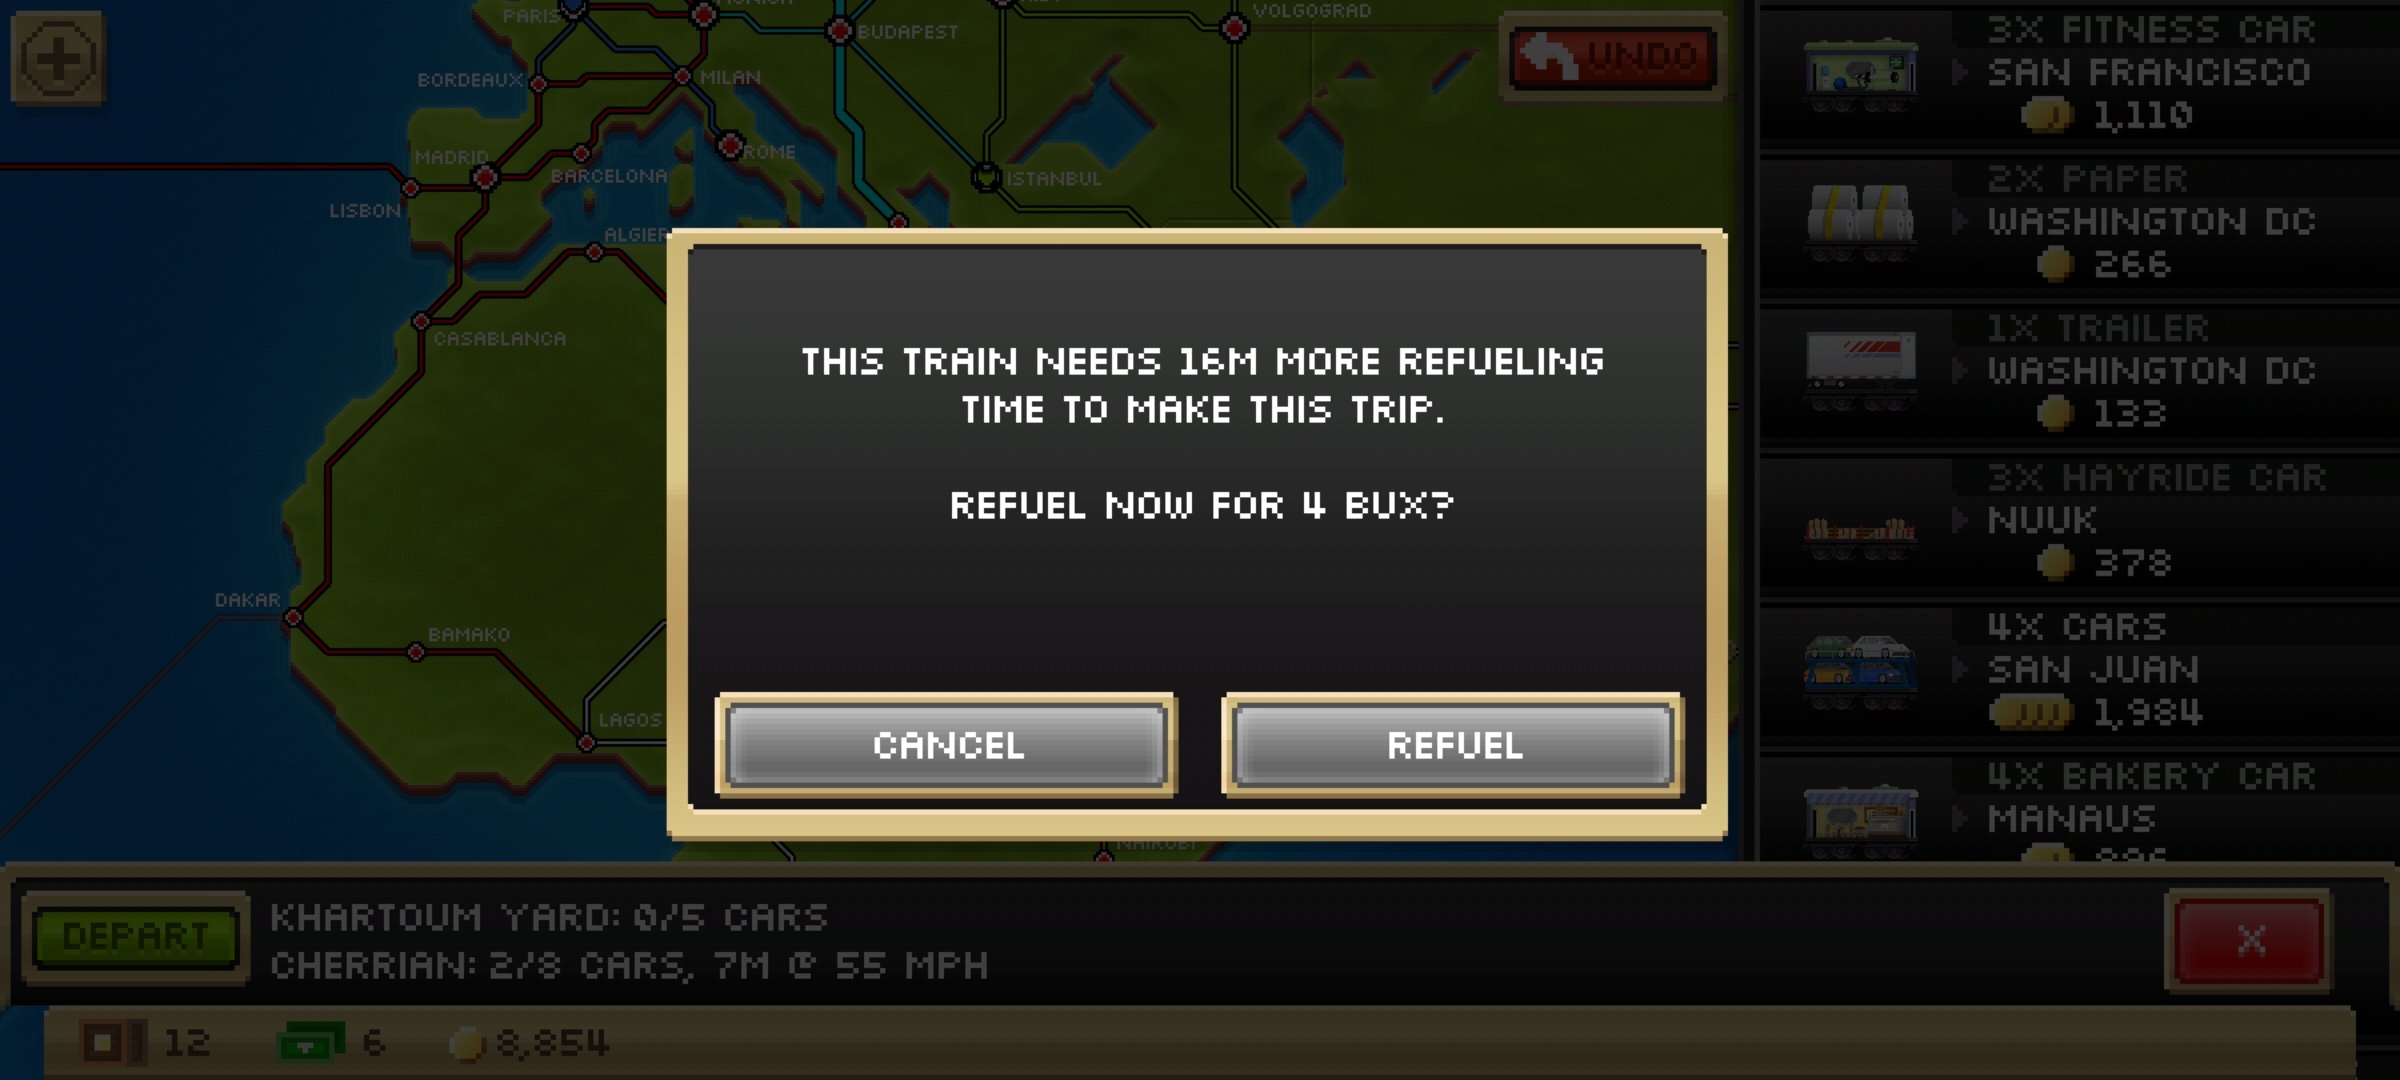 PARIS
BUDAPEST
VOLGOGRAD
BORDEAUX
MILAN
UNDO
MADRID
ROME
BARCELONA
ISTANBUL
LISBON
ALGIER
CASABLANCA
DAKAR
BAMAKO
LAGOS
NAIROBI
THIS TRAIN NEEDS 16M MORE REFUELING
TIME TO MAKE THIS TRIP.
REFUEL NOW FOR 4 BUX?
CANCEL
REFUEL
3X FITNESS CAR
SAN FRANCISCO
1,110
2X PAPER
WASHINGTON DC
266
1X TRAILER
WASHINGTON DC
133
3X HAYRIDE CAR
NUUK
378
4X CARS
SAN JUAN
1,984
4X BAKERY CAR
MANAUS
DEPART
KHARTOUM YARD: 0/5 CARS
CHERRIAN: 2/8 CARS, 7M @ 55 MPH
X
12
6
8,854